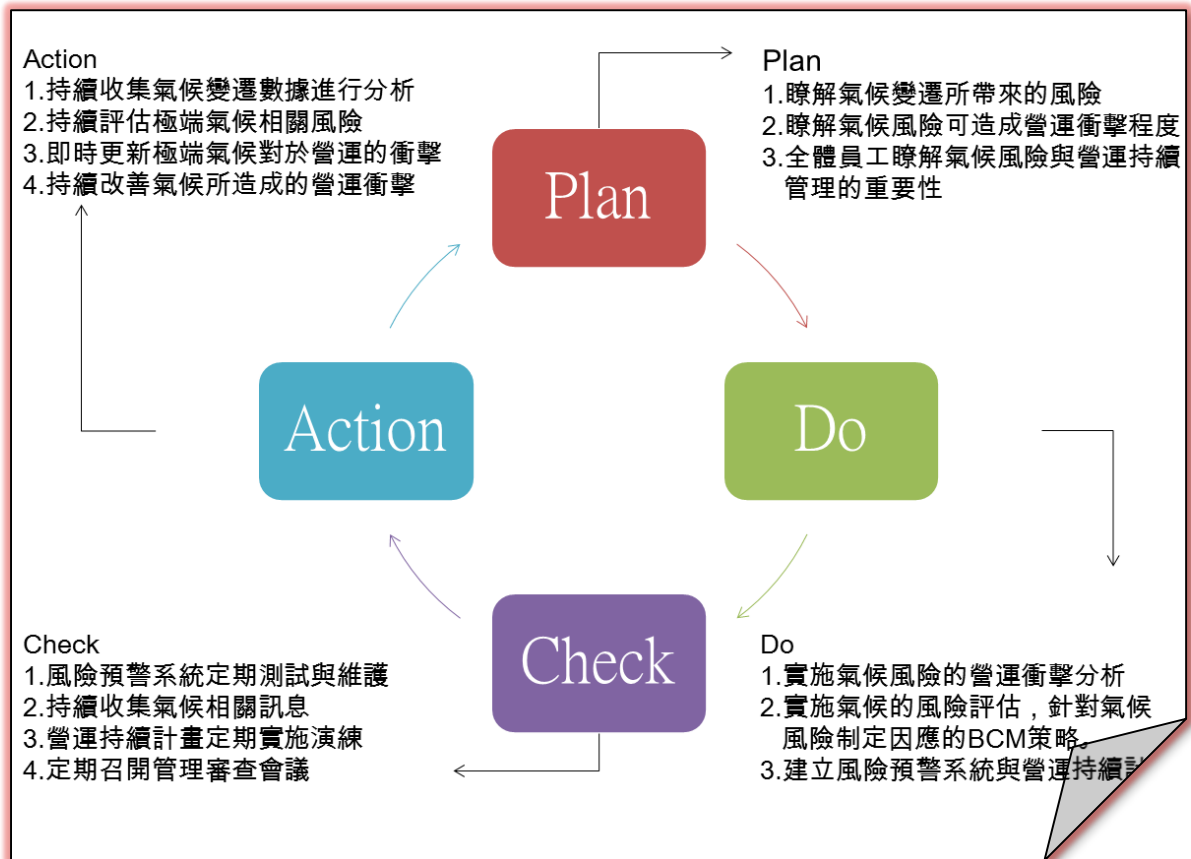 Action
1.持續收集氣候變遷數據進行分析
2.持續評估極端氣候相關風險
3.即時更新極端氣候對於營運的衝擊
4.持續改善氣候所造成的營運衝擊
Plan
1.瞭解氣候變遷所帶來的風險
2.瞭解氣候風險可造成營運衝擊程度
3.全體員工瞭解氣候風險與營運持續
管理的重要性
Plan
Action
Do
Check
Check
1.風險預警系統定期測試與維護
2.持續收集氣候相關訊息
3.營運持續計畫定期實施演練
4.定期召開管理審查會議
Do
1.實施氣候風險的營運衝擊分析
2.實施氣候的風險評估，針對氣候
風險制定因應的BCM策略。
3.建立風險預警系統與營運持續